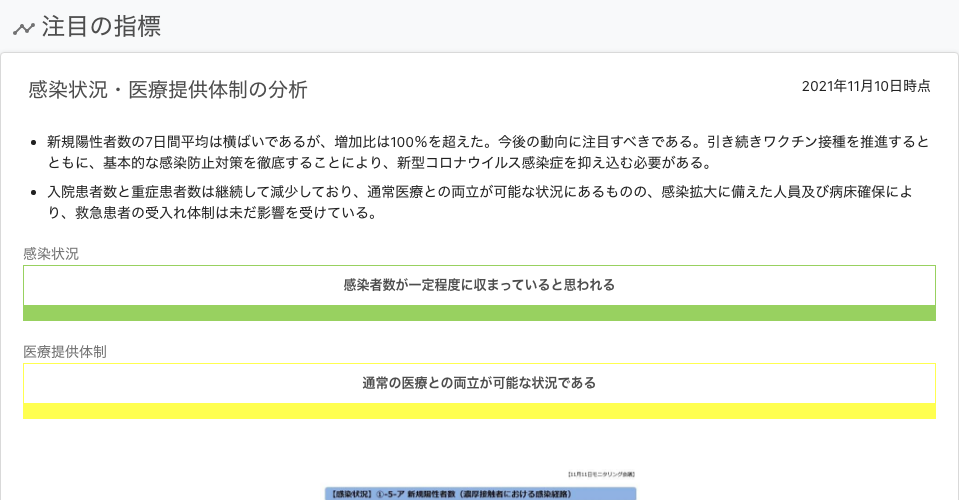 注目の指標
感染状況・医療提供体制の分析
2021年11月10日時点
新規陽性者数の7日間平均は横ばいであるが、増加比は100％を超えた。今後の動向に注目すべきである。引き続きワクチン接種を推進すると
ともに、基本的な感染防止対策を徹底することにより、新型コロナウイルス感染症を抑え込む必要がある。
入院患者数と重症患者数は継続して減少しており、通常医療との両立が可能な状況にあるものの、感染拡大に備えた人員及び病床確保によ
り、救急患者の受入れ体制は未だ影響を受けている。
感染状況
感染者数が一定程度に収まっていると思われる
医療提供体制
通常の医療との両立が可能な状況である
【11月11日モニタリング会議】
【感染状況】①-5-ア 新規陽性者数（濃厚接触者における感染経路）